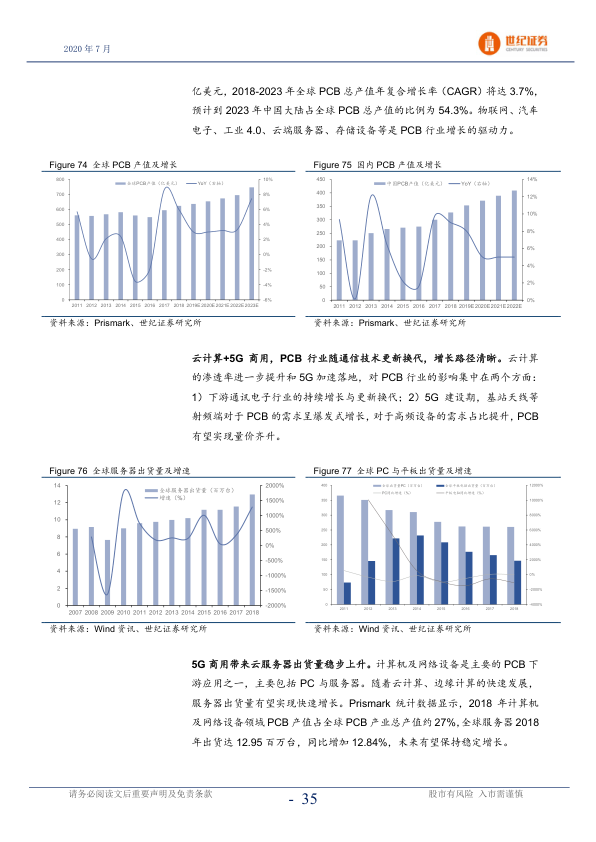 2020 年 7 月
世纪证券
CENTURY SECURITIES
亿美元，2018-2023 年全球 PCB 总产值年复合增长率（CAGR）将达 3.7%，
预计到 2023 年中国大陆占全球 PCB 总产值的比例为 54.3%。物联网、汽车
电子、工业 4.0、云端服务器、存储设备等是 PCB 行业增长的驱动力。
Figure 74 全球 PCB 产值及增长
全球PCB产值（亿美元） YoY（右轴）
800
700
600
500
400
300
200
100
0
10%
8%
6%
4%
2%
0%
-2%
-4%
-6%
2011 2012 2013 2014 2015 2016 2017 2018 2019E 2020E 2021E 2022E 2023E
资料来源：Prismark、世纪证券研究所
Figure 75 国内 PCB 产值及增长
中国PCB产值（亿美元） YoY（右轴）
450
400
350
300
250
200
150
100
50
0
14%
12%
10%
8%
6%
4%
2%
0%
2011 2012 2013 2014 2015 2016 2017 2018 2019E 2020E 2021E 2022E
资料来源：Prismark、世纪证券研究所
云计算+5G 商用，PCB 行业随通信技术更新换代，增长路径清晰。云计算
的渗透率进一步提升和 5G 加速落地，对 PCB 行业的影响集中在两个方面：
1）下游通讯电子行业的持续增长与更新换代；2）5G 建设期，基站天线等
射频端对于 PCB 的需求呈爆发式增长，对于高频设备的需求占比提升，PCB
有望实现量价齐升。
Figure 76 全球服务器出货量及增速
全球服务器出货量（百万台）
增速（%）
14
12
10
8
6
4
2
0
2000%
1500%
1000%
500%
0%
-500%
-1000%
-1500%
-2000%
2007 2008 2009 2010 2011 2012 2013 2014 2015 2016 2017 2018
资料来源：Wind 资讯、世纪证券研究所
Figure 77 全球 PC 与平板出货量及增速
400
350
300
250
200
150
100
50
0
10000%
8000%
6000%
4000%
2000%
0%
-2000%
-4000%
2011 2012 2013 2014 2015 2016 2017 2018
资料来源：Wind 资讯、世纪证券研究所
5G 商用带来云服务器出货量稳步上升。计算机及网络设备是主要的 PCB 下
游应用之一，主要包括 PC 与服务器。随着云计算、边缘计算的快速发展，
服务器出货量有望实现快速增长。Prismark 统计数据显示，2018 年计算机
及网络设备领域 PCB 产值占全球 PCB 产业总产值约 27%,全球服务器 2018
年出货达 12.95 百万台，同比增加 12.84%，未来有望保持稳定增长。
请务必阅读文后重要声明及免责条款
- 35
股市有风险 入市需谨慎